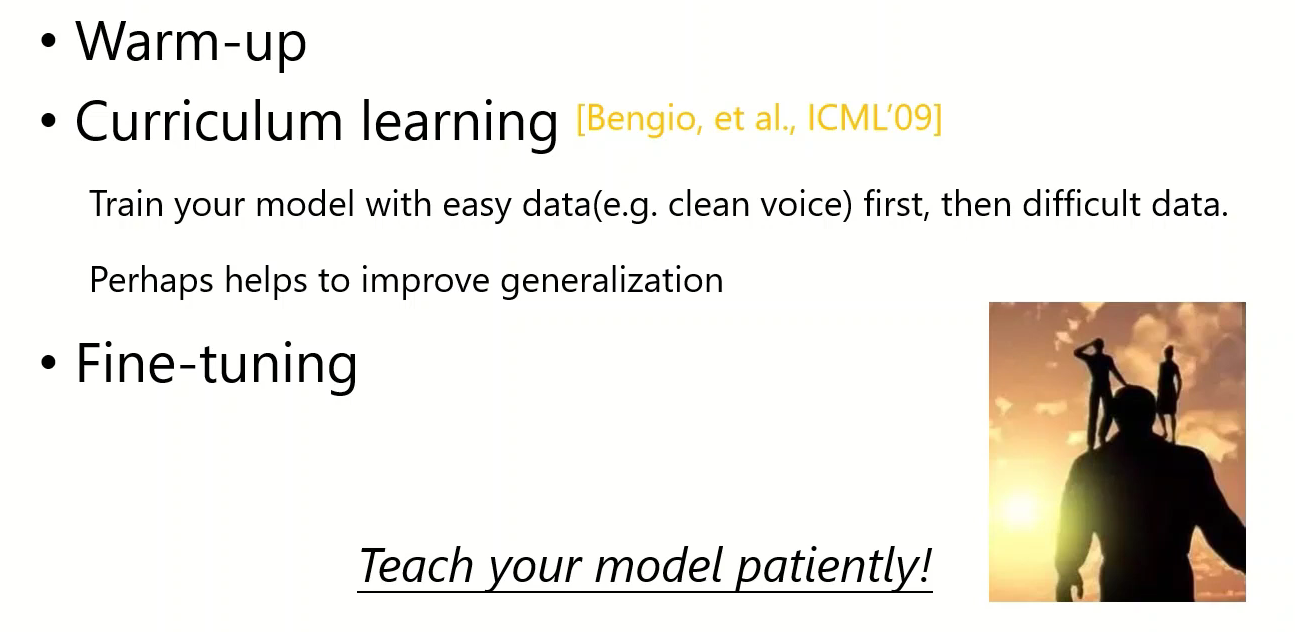 • Warm-up
• Curriculum learning [Bengio, et al., ICML’09]
Train your model with easy data(e.g. clean voice) first, then difficult data.
Perhaps helps to improve generalization
• Fine-tuning
Teach your model patiently!